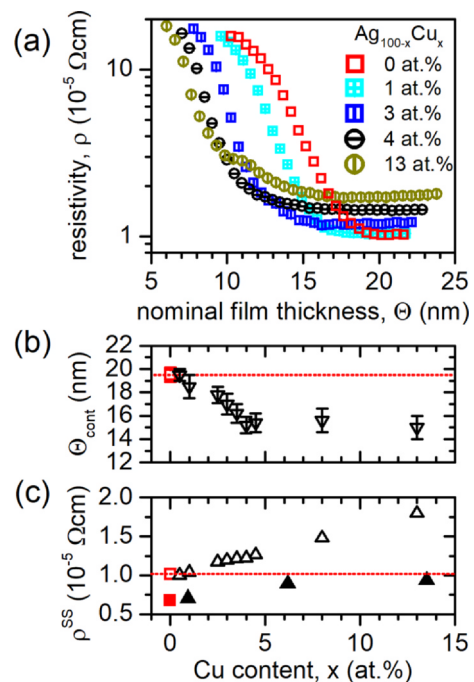 (a)
resistivity, ρ (10⁻⁵ Ωcm)
10
1
Ag₁₀₀₋ₓCuₓ
0 at.%
1 at.%
3 at.%
4 at.%
13 at.%
5 10 15 20 25
nominal film thickness, Θ (nm)
(b)
Θcont (nm)
22
20
18
16
14
12
(c)
ρSS (10⁻⁵ Ωcm)
2.0
1.5
1.0
0.5
0 5 10 15
Cu content, x (at.%)